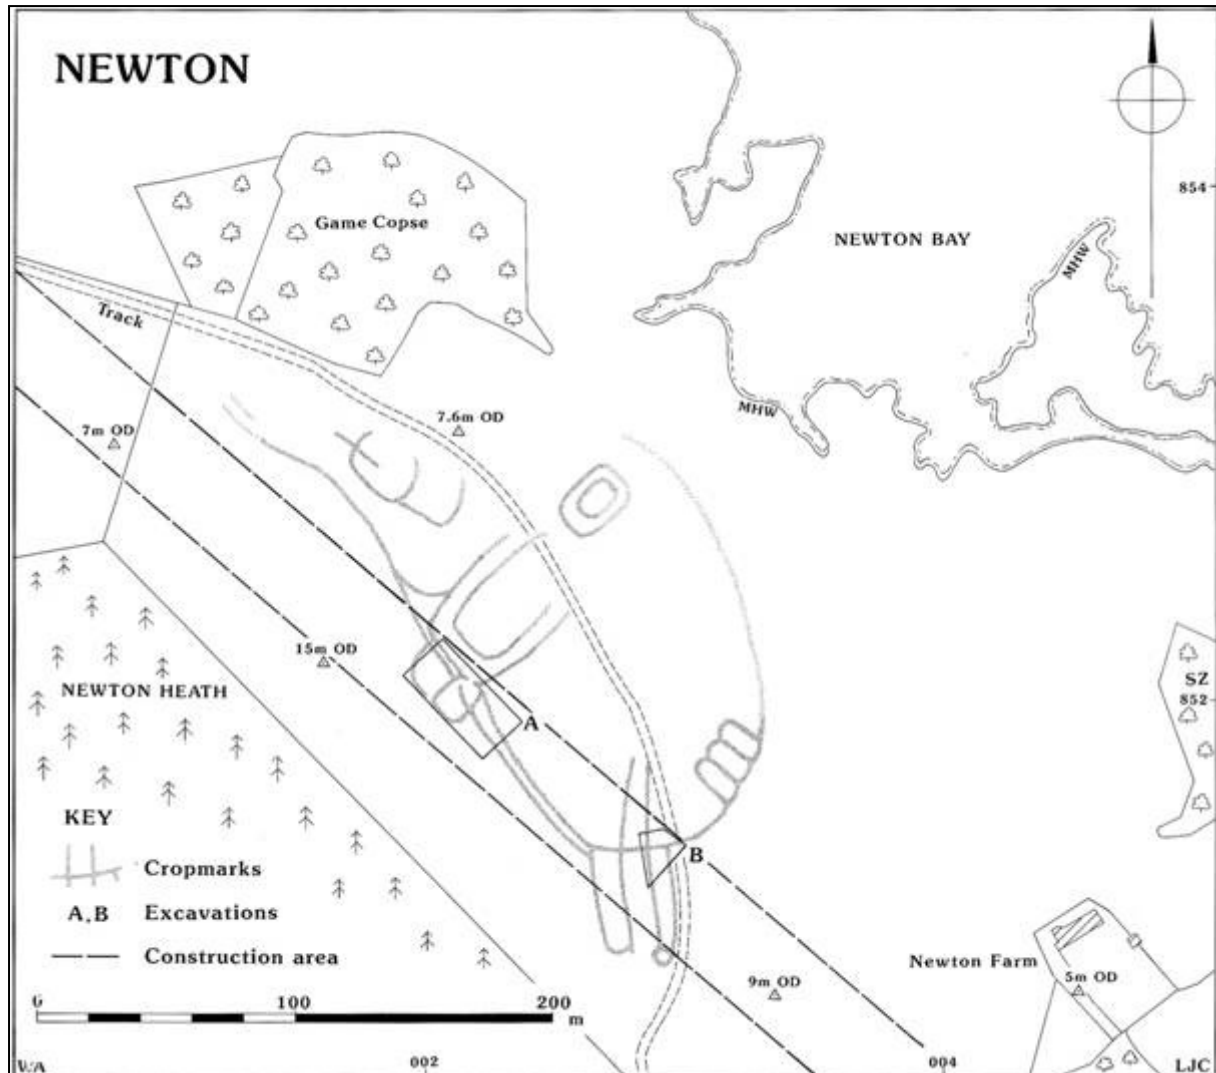 NEWTON
854
Game Copse
NEWTON BAY
MHW
Track
MHW
7.6m OD
7m OD
15m OD
SZ
NEWTON HEATH
852
A
KEY
B
Cropmarks
A,B Excavations
Construction area
Newton Farm
9m OD
5m OD
0 100 200
m
WA
002
004
LJC